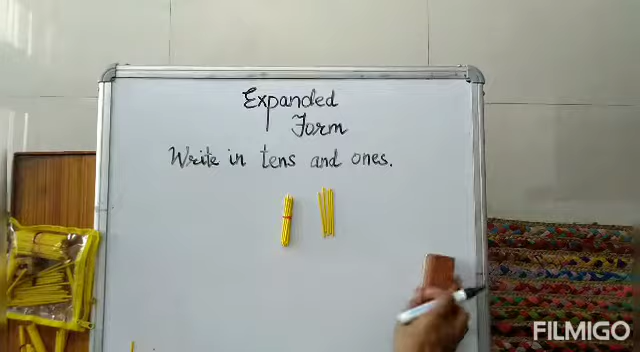 Expanded
Form
Write in tens and ones.
FILMIGO